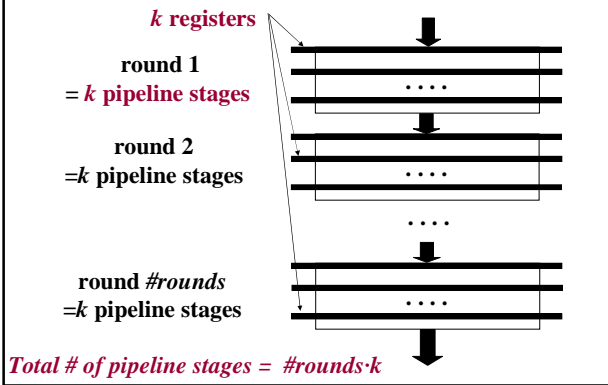 k registers
round 1
= k pipeline stages
. . . .
round 2
=k pipeline stages
. . . .
. . . .
round #rounds
=k pipeline stages
. . . .
Total # of pipeline stages = #rounds·k